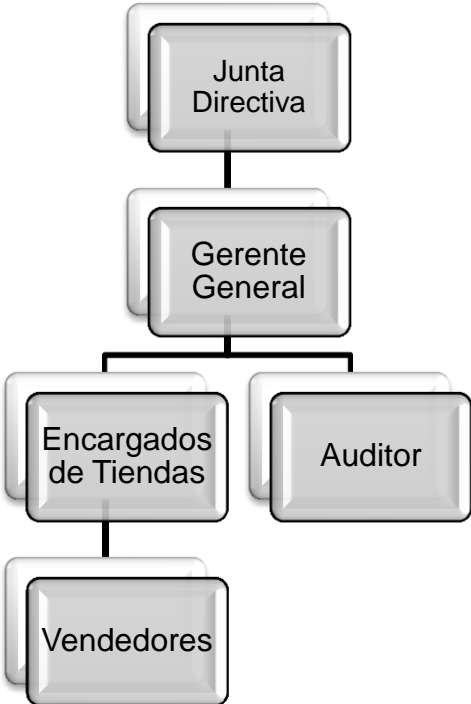 Junta
Directiva
Gerente
General
Encargados
de Tiendas
Auditor
Vendedores